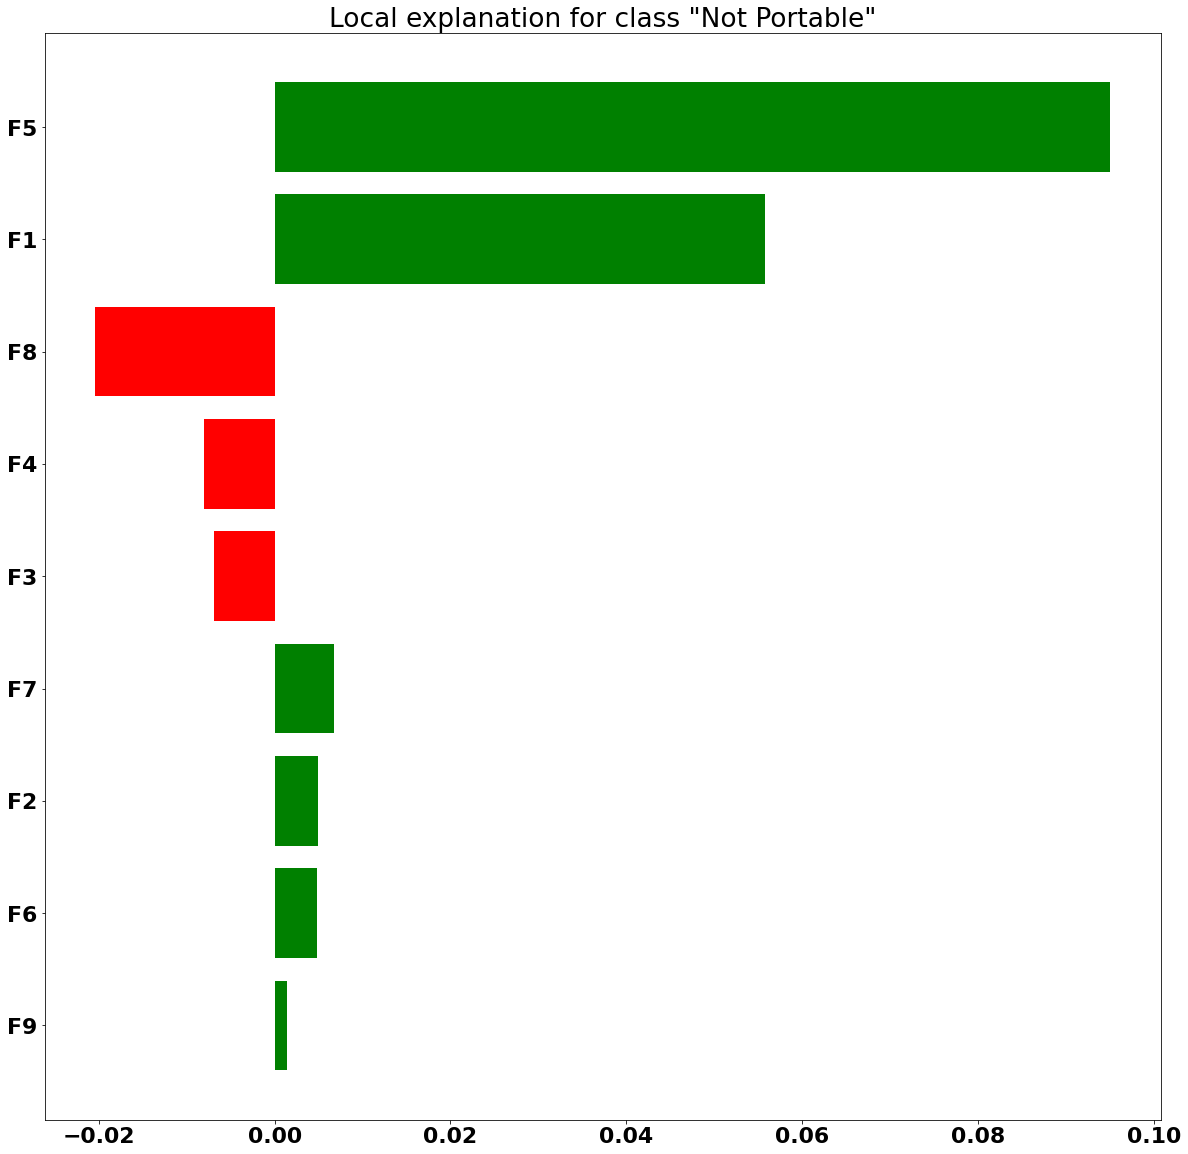 Local explanation for class "Not Portable"
F5
F1
F8
F4
F3
F7
F2
F6
F9
−0.02 0.00 0.02 0.04 0.06 0.08 0.10